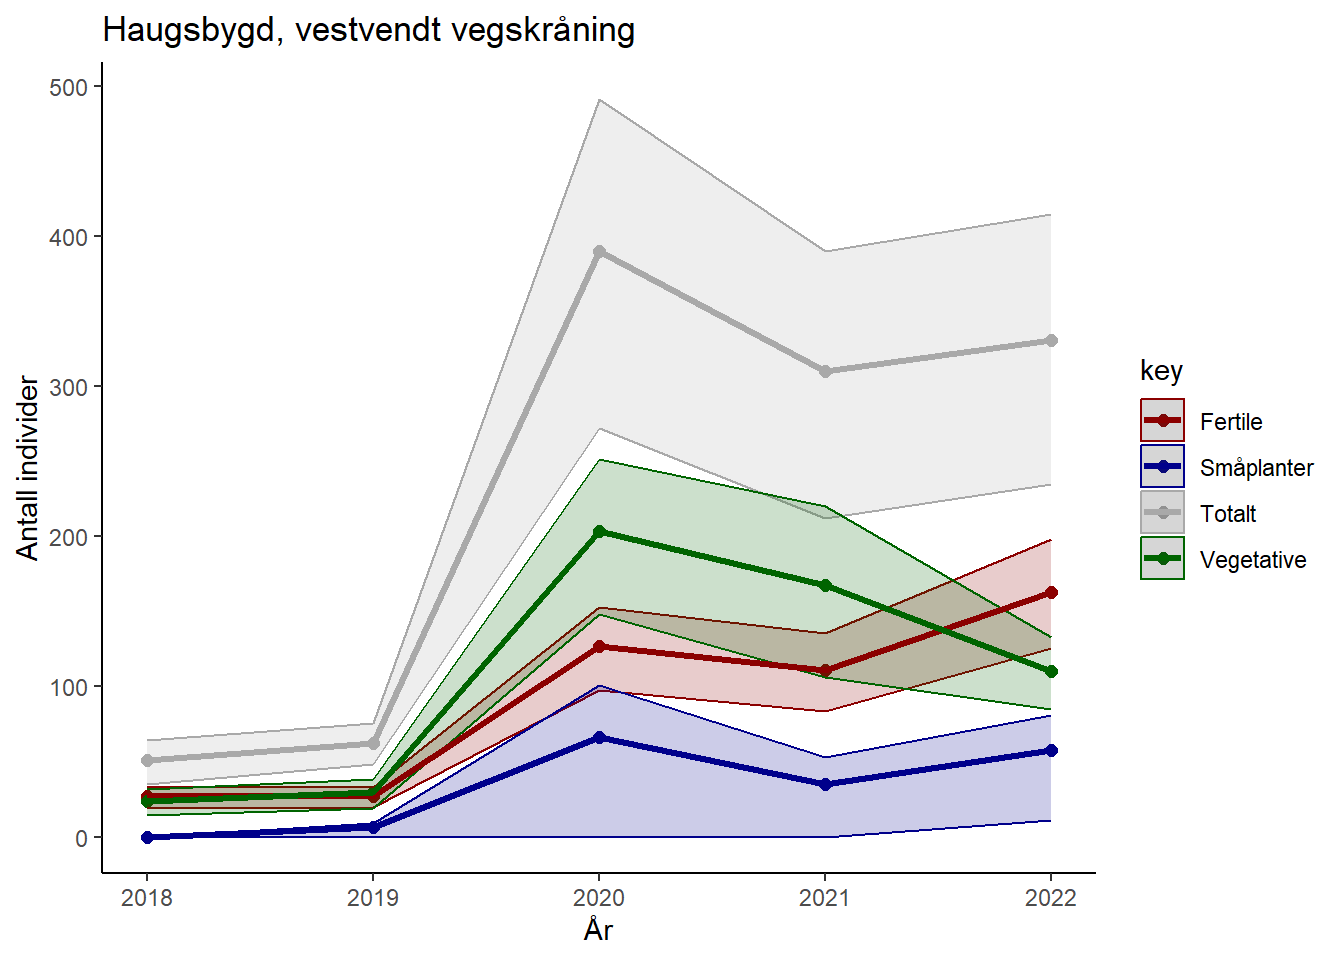 Haugsbygd, vestvendt vegskråning
500
400
300
200
100
0
Antall individer
2018 2019 2020 2021 2022
År
key
Fertile
Småplanter
Totalt
Vegetative